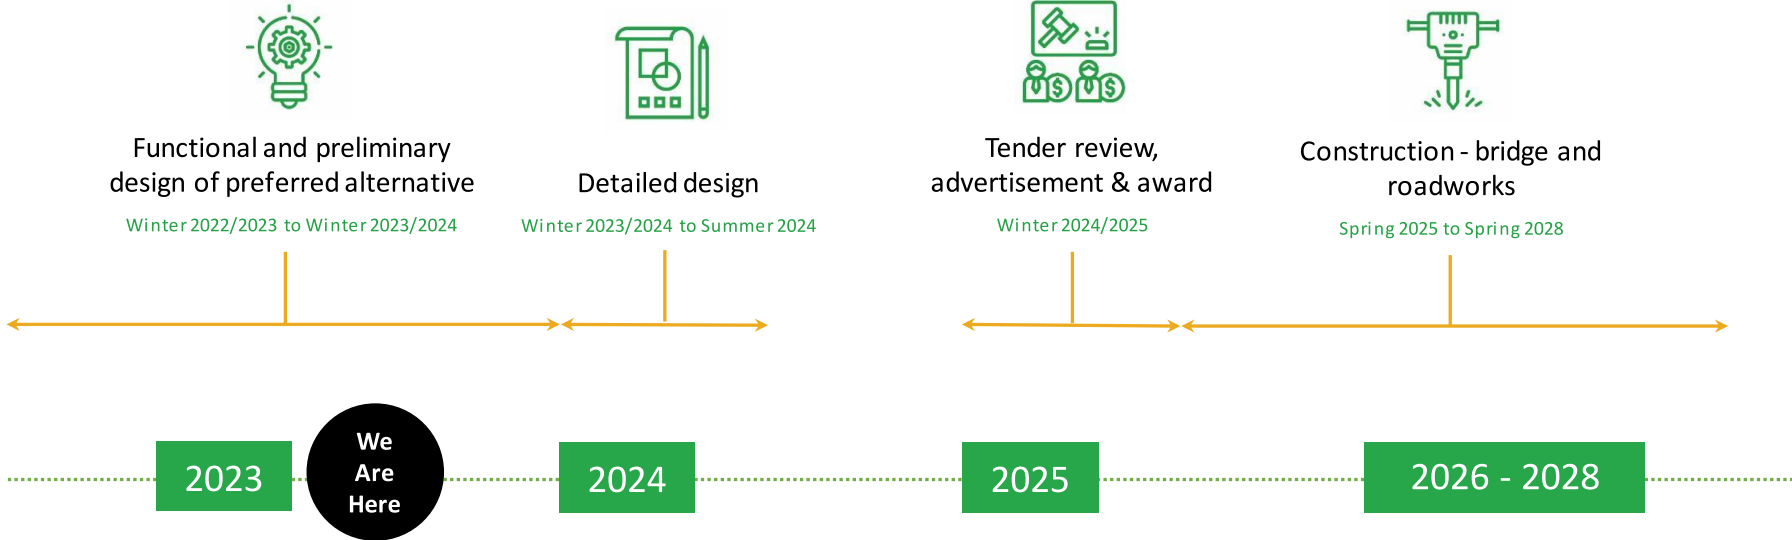 Functional and preliminary
design of preferred alternative
Winter 2022/2023 to Winter 2023/2024
Detailed design
Winter 2023/2024 to Summer 2024
Tender review,
advertisement & award
Winter 2024/2025
Construction - bridge and
roadworks
Spring 2025 to Spring 2028
2023
We
Are
Here
2024
2025
2026 - 2028